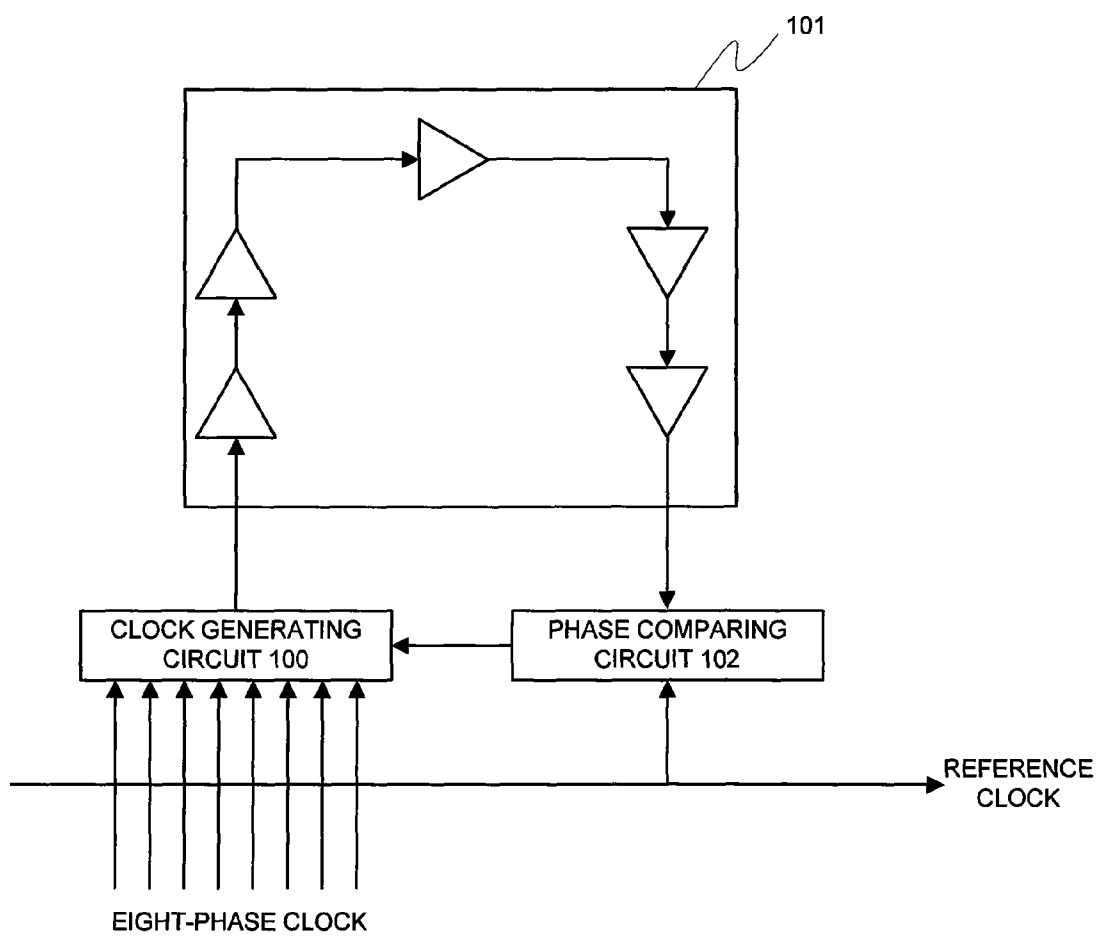 101
CLOCK GENERATING
CIRCUIT 100
PHASE COMPARING
CIRCUIT 102
REFERENCE
CLOCK
EIGHT-PHASE CLOCK